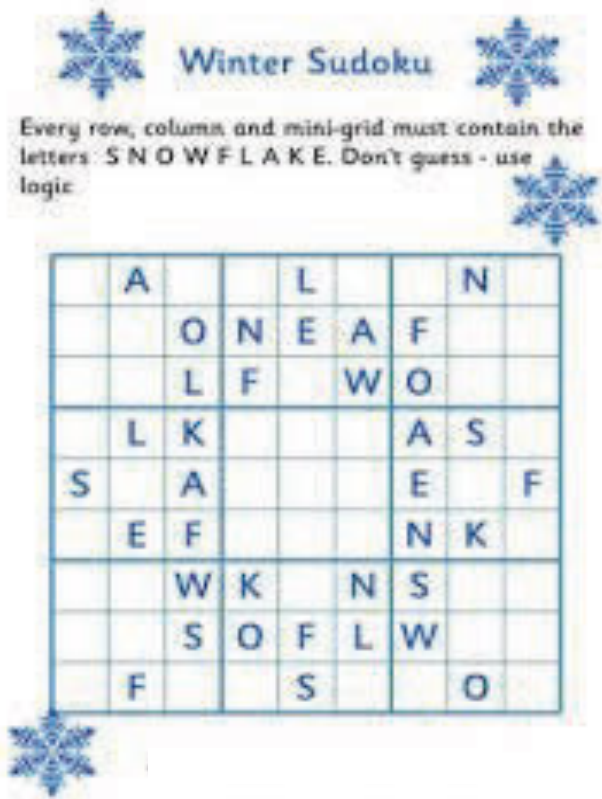 Winter Sudoku
Every row, column and mini-grid must contain the
letters S N O W F L A K E. Don't guess - use
logic
A L N
O N E A F
L F W O
L K A S
S A E F
E F N K
W K N S
S O F L W
F S O